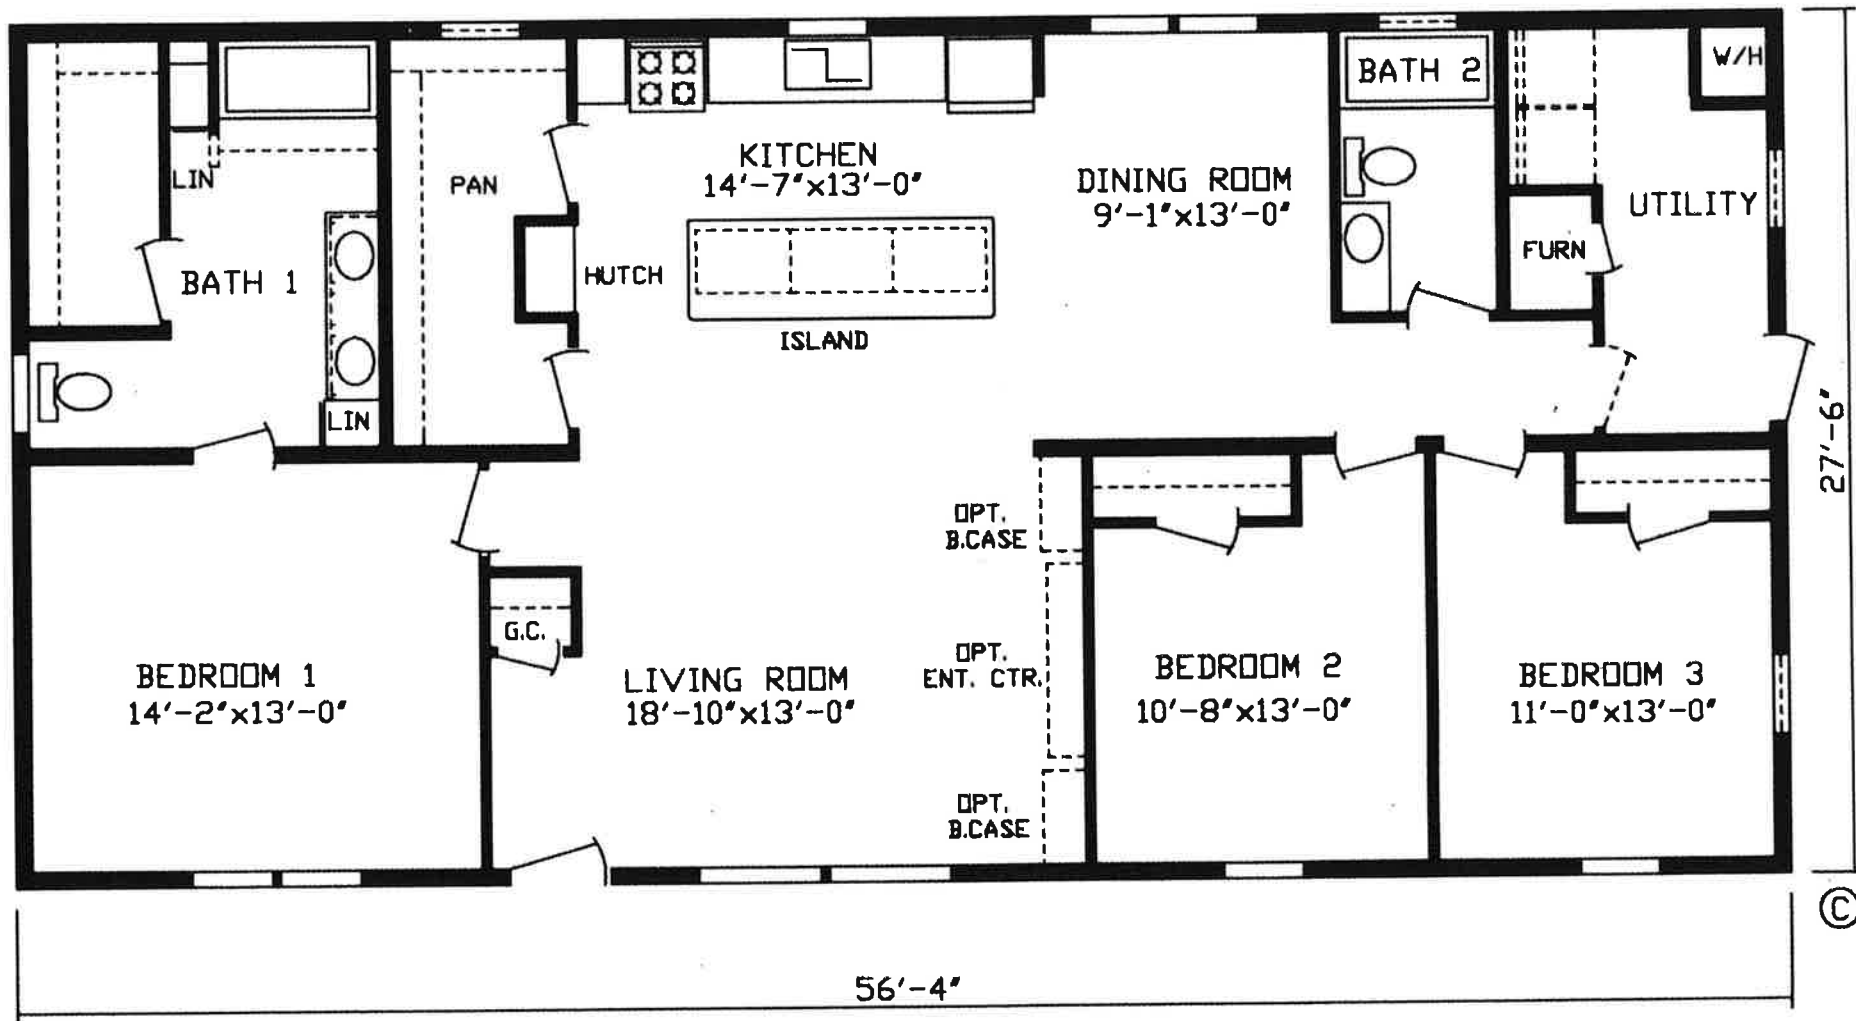 BATH 2
W/H
LIN
PAN
KITCHEN
14'-7"x13'-0"
DINING ROOM
9'-1"x13'-0"
UTILITY
BATH 1
HUTCH
FURN
ISLAND
LIN
27'-6"
OPT.
B.CASE
G.C.
BEDROOM 1
14'-2"x13'-0"
LIVING ROOM
18'-10"x13'-0"
OPT.
ENT. CTR.
BEDROOM 2
10'-8"x13'-0"
BEDROOM 3
11'-0"x13'-0"
OPT.
B.CASE
©
56'-4"